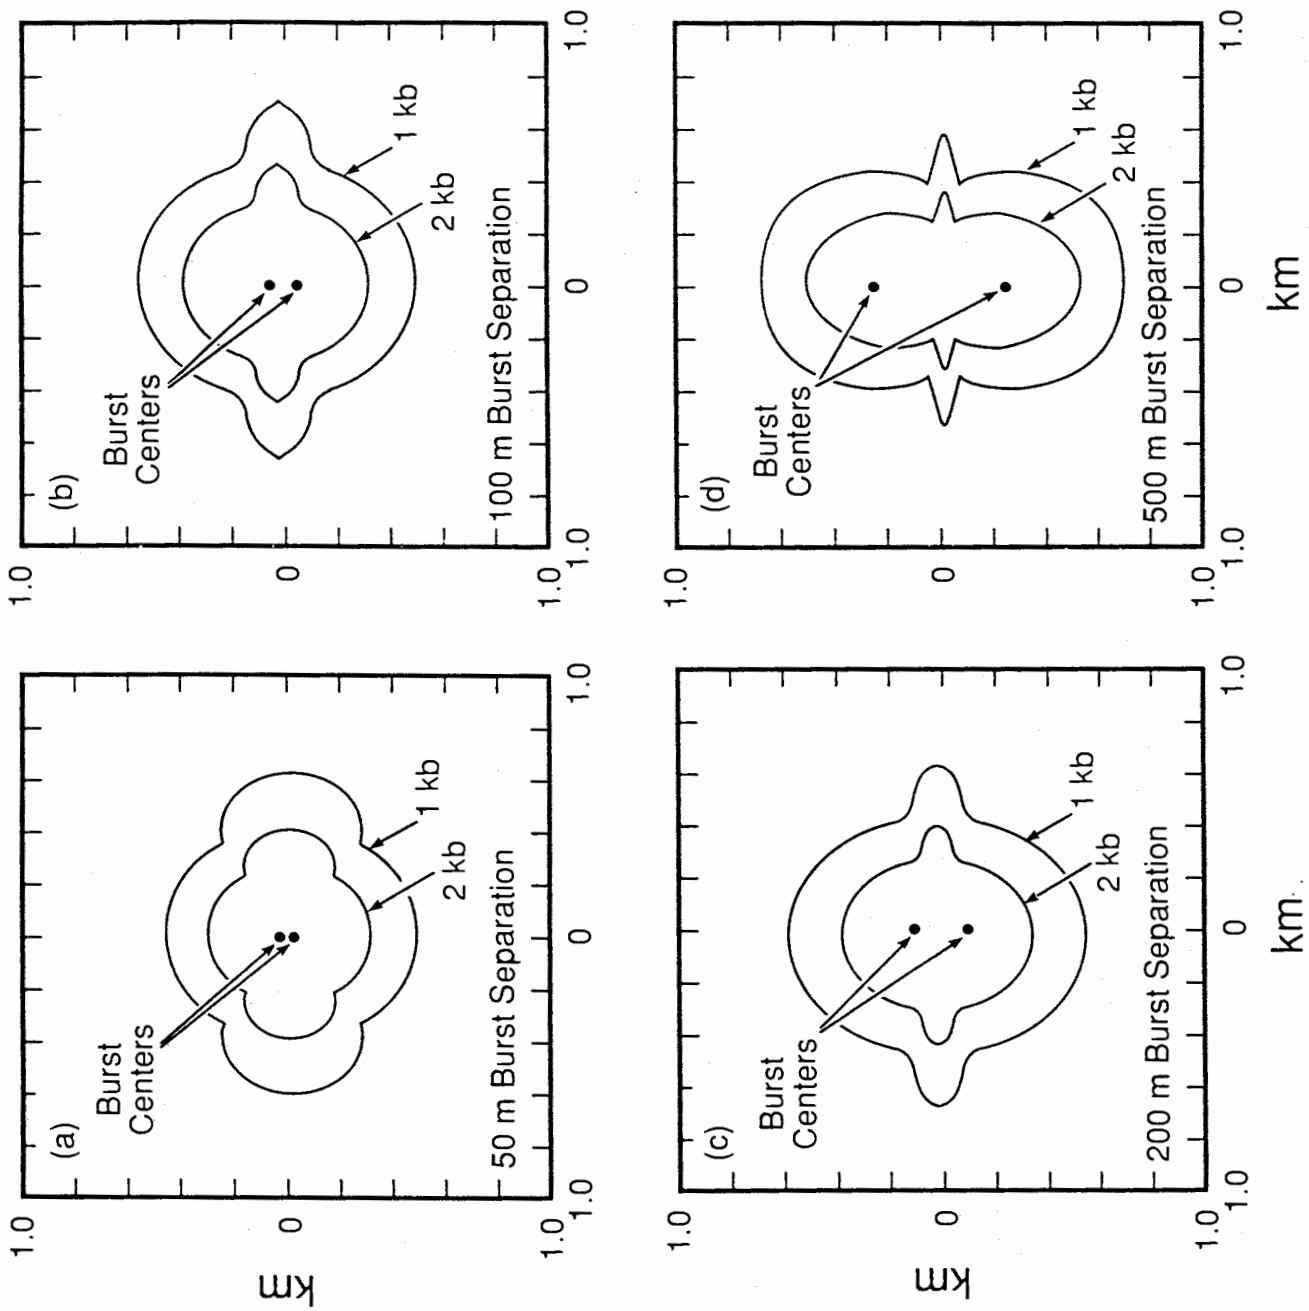 (a)
Burst
Centers
1 kb
2 kb
50 m Burst Separation
1.0
0
1.0
1.0
0
1.0
km
(b)
Burst
Centers
1 kb
2 kb
100 m Burst Separation
1.0
0
1.0
1.0
0
1.0
(c)
Burst
Centers
1 kb
2 kb
200 m Burst Separation
1.0
0
1.0
1.0
0
1.0
km
km
(d)
Burst
Centers
1 kb
2 kb
500 m Burst Separation
1.0
0
1.0
1.0
0
1.0
km